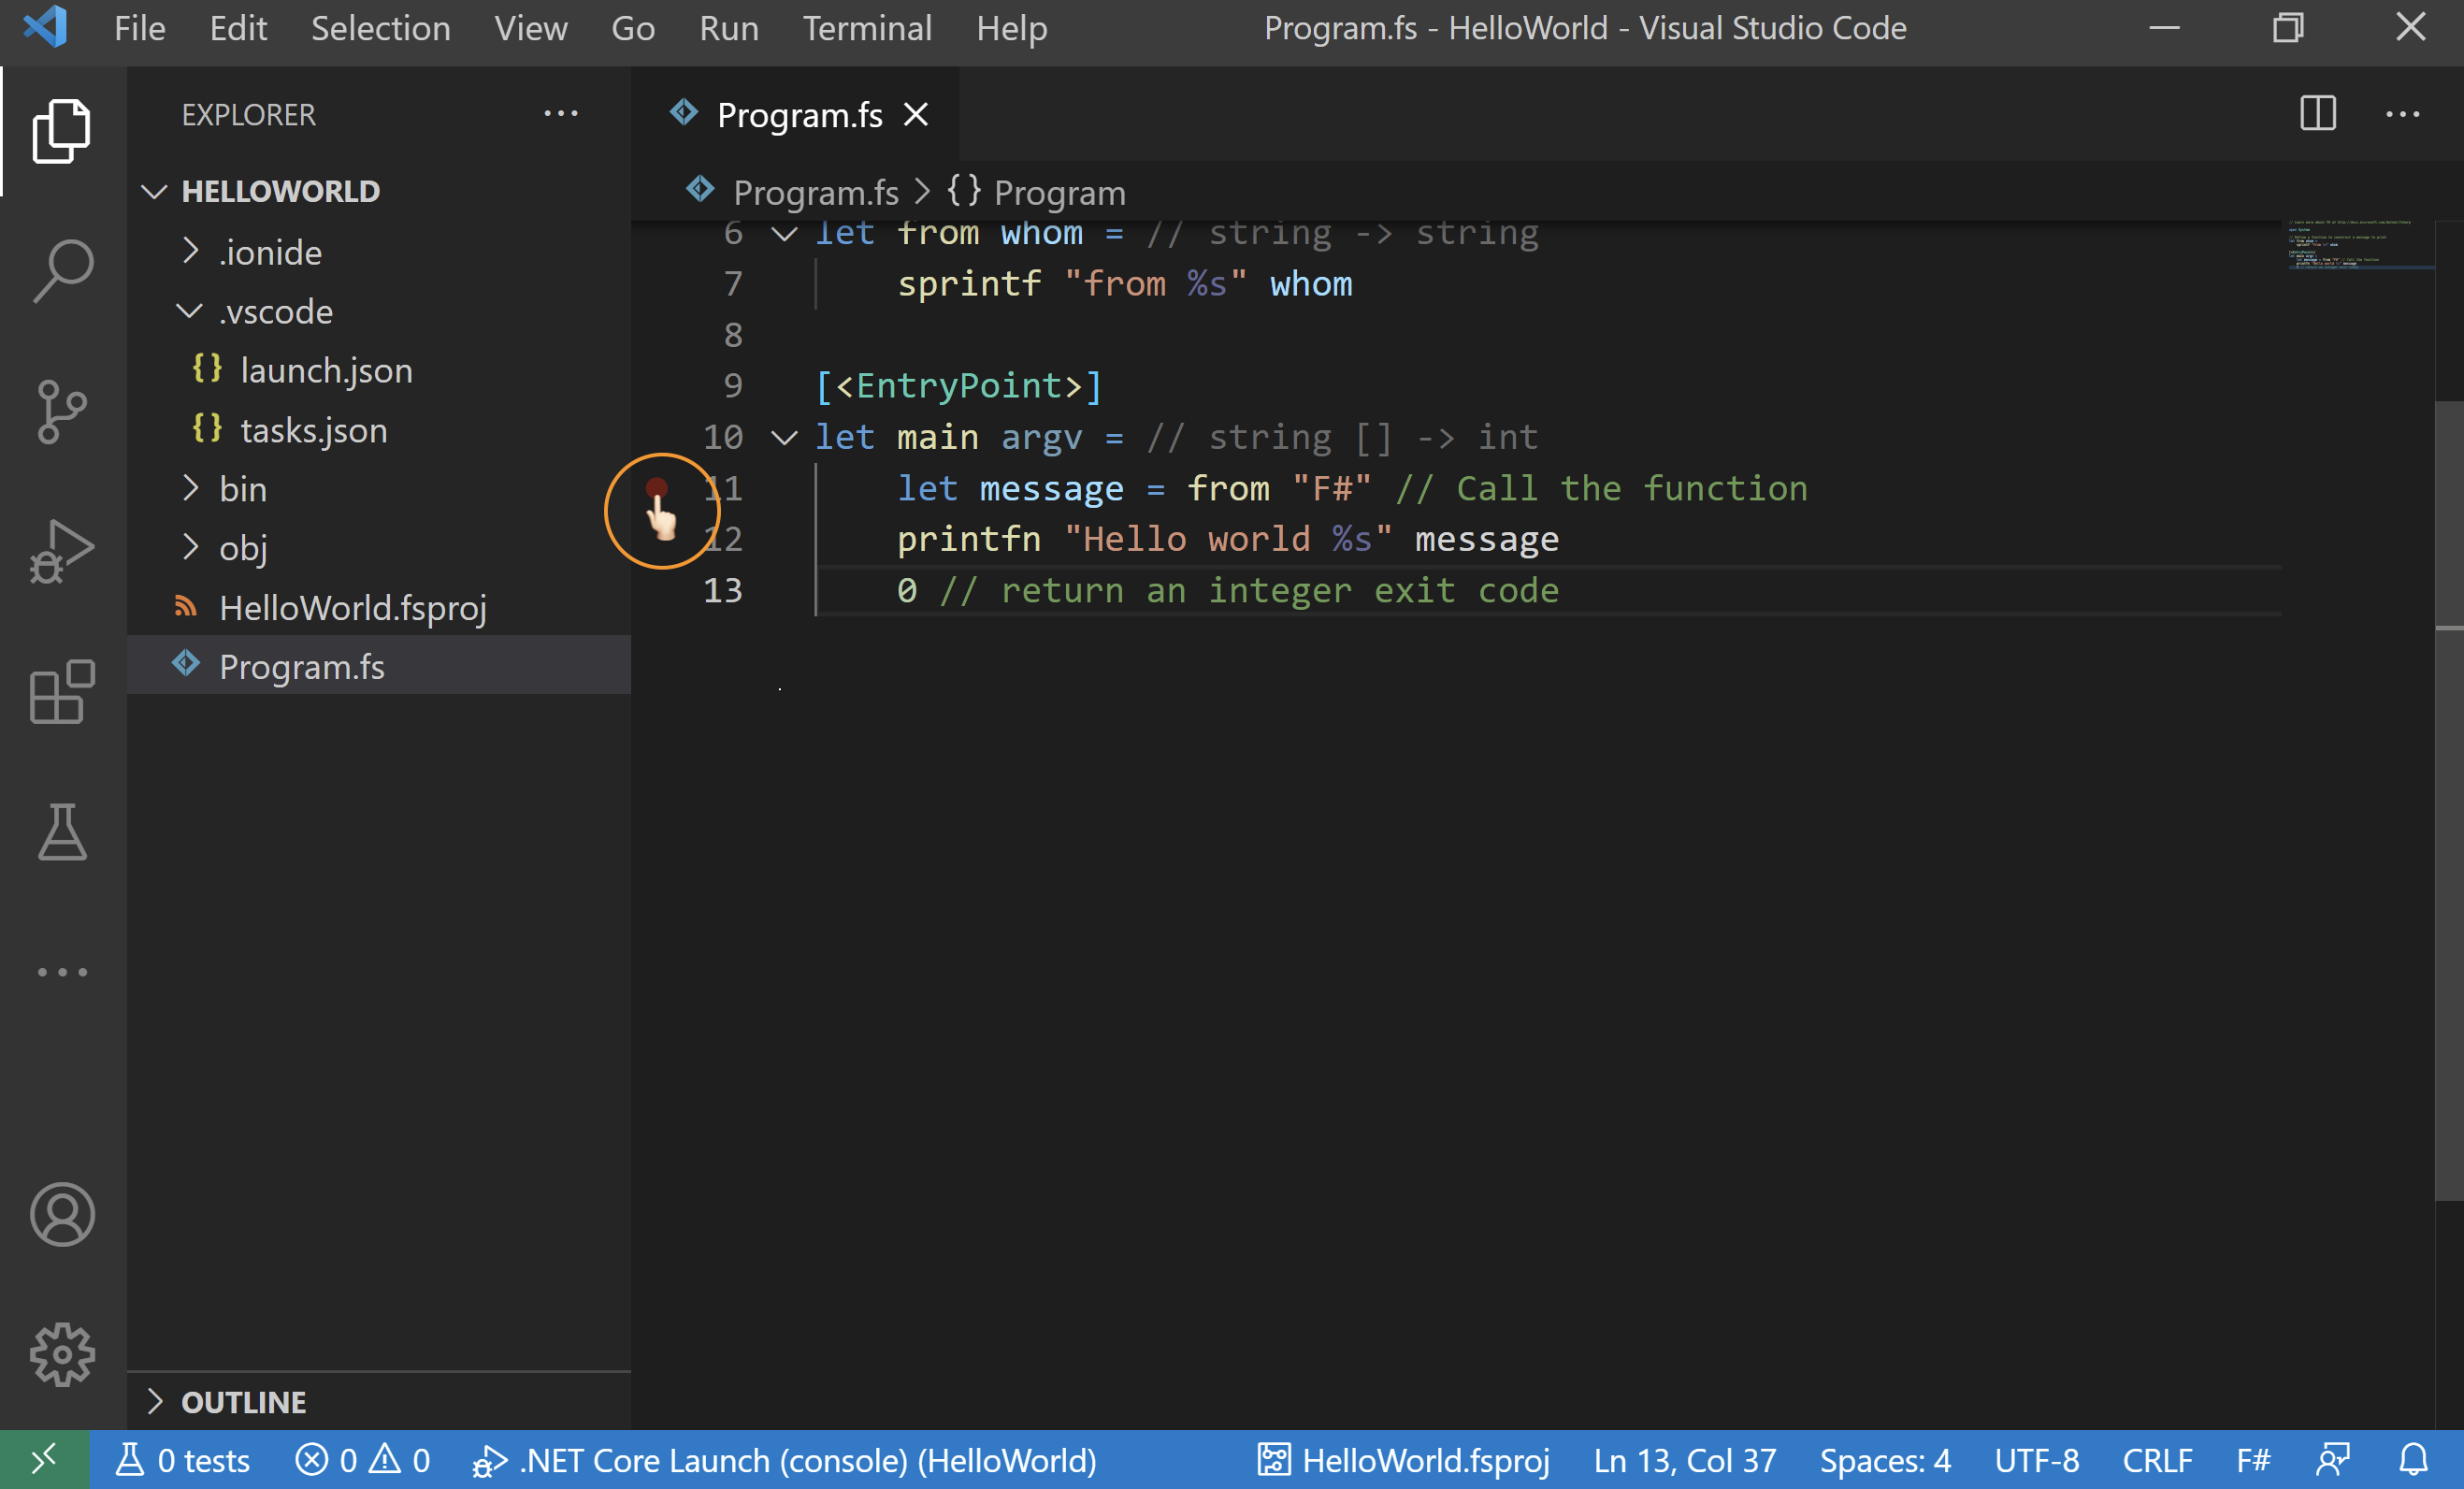 File Edit Selection View Go Run Terminal Help Program.fs - HelloWorld - Visual Studio Code
EXPLORER
HELLOWORLD
.ionide
.vscode
launch.json
tasks.json
bin
obj
HelloWorld.fsproj
Program.fs
OUTLINE
Program.fs
Program.fs > {} Program
6 let from whom = // string -> string
7 sprintf "from %s" whom
8
9 [<EntryPoint>]
10 let main argv = // string [] -> int
11 let message = from "F#" // Call the function
12 printfn "Hello world %s" message
13 0 // return an integer exit code
0 tests 0 0 .NET Core Launch (console) (HelloWorld) HelloWorld.fsproj Ln 13, Col 37 Spaces: 4 UTF-8 CRLF F#